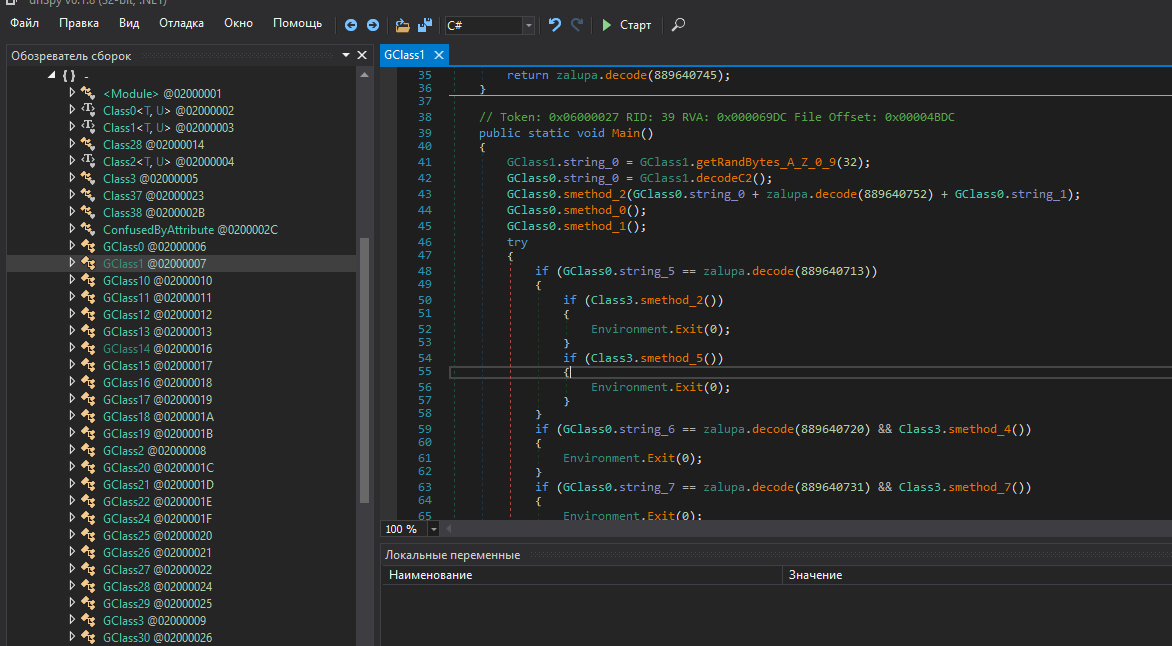 dnSpy v6.1.8 (32-bit, .NET)
Файл Правка Вид Отладка Окно Помощь C# Старт
Обозреватель сборок
{ } -
<Module> @02000001
Class0<T, U> @02000002
Class1<T, U> @02000003
Class28 @02000014
Class2<T, U> @02000004
Class3 @02000005
Class37 @02000023
Class38 @0200002B
ConfusedByAttribute @0200002C
GClass0 @02000006
GClass1 @02000007
GClass10 @02000010
GClass11 @02000011
GClass12 @02000012
GClass13 @02000013
GClass14 @02000016
GClass15 @02000017
GClass16 @02000018
GClass17 @02000019
GClass18 @0200001A
GClass19 @0200001B
GClass2 @02000008
GClass20 @0200001C
GClass21 @0200001D
GClass22 @0200001E
GClass24 @0200001F
GClass25 @02000020
GClass26 @02000021
GClass27 @02000022
GClass28 @02000024
GClass29 @02000025
GClass3 @02000009
GClass30 @02000026
GClass1
35 return zalupa.decode(889640745);
36 }
37
38 // Token: 0x06000027 RID: 39 RVA: 0x000069DC File Offset: 0x00004BDC
39 public static void Main()
40 {
41 GClass1.string_0 = GClass1.getRandBytes_A_Z_0_9(32);
42 GClass0.string_0 = GClass1.decodeC2();
43 GClass0.smethod_2(GClass0.string_0 + zalupa.decode(889640752) + GClass0.string_1);
44 GClass0.smethod_0();
45 GClass0.smethod_1();
46 try
47 {
48 if (GClass0.string_5 == zalupa.decode(889640713))
49 {
50 if (Class3.smethod_2())
51 {
52 Environment.Exit(0);
53 }
54 if (Class3.smethod_5())
55 {
56 Environment.Exit(0);
57 }
58 }
59 if (GClass0.string_6 == zalupa.decode(889640720) && Class3.smethod_4())
60 {
61 Environment.Exit(0);
62 }
63 if (GClass0.string_7 == zalupa.decode(889640731) && Class3.smethod_7())
64 {
65 Environment.Exit(0);
100 %
Локальные переменные
Наименование Значение